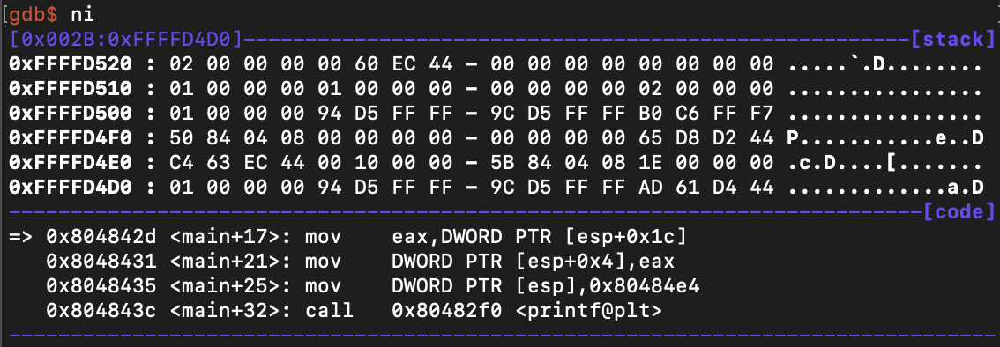 gdb$ ni
[0x002B:0xFFFFD4D0]------------------------------------------------------[stack]
0xFFFFD520 : 02 00 00 00 00 60 EC 44 - 00 00 00 00 00 00 00 00 .....`.D........
0xFFFFD510 : 01 00 00 00 01 00 00 00 - 00 00 00 00 02 00 00 00 ................
0xFFFFD500 : 01 00 00 00 94 D5 FF FF - 9C D5 FF FF B0 C6 FF F7 ................
0xFFFFD4F0 : 50 84 04 08 00 00 00 00 - 00 00 00 00 65 D8 D2 44 P...........e..D
0xFFFFD4E0 : C4 63 EC 44 00 10 00 00 - 5B 84 04 08 1E 00 00 00 .c.D....[.......
0xFFFFD4D0 : 01 00 00 00 94 D5 FF FF - 9C D5 FF FF AD 61 D4 44 .............a.D
--------------------------------------------------------------------------[code]
=> 0x804842d <main+17>: mov    eax,DWORD PTR [esp+0x1c]
   0x8048431 <main+21>: mov    DWORD PTR [esp+0x4],eax
   0x8048435 <main+25>: mov    DWORD PTR [esp],0x80484e4
   0x804843c <main+32>: call   0x80482f0 <printf@plt>
--------------------------------------------------------------------------------